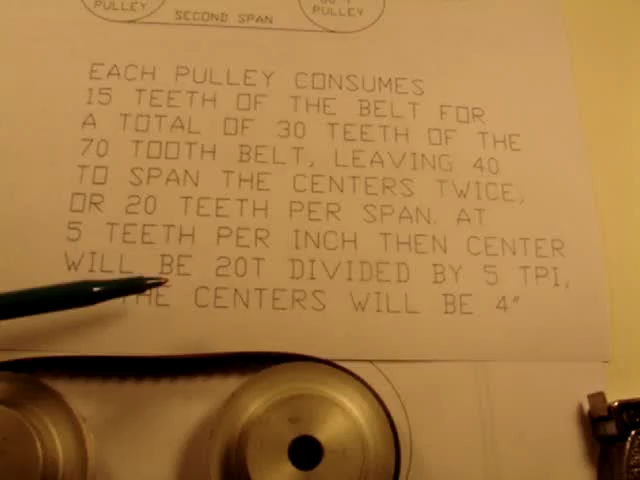 PULLEY
SECOND SPAN
PULLEY
EACH PULLEY CONSUMES
15 TEETH OF THE BELT FOR
A TOTAL OF 30 TEETH OF THE
70 TOOTH BELT, LEAVING 40
TO SPAN THE CENTERS TWICE,
OR 20 TEETH PER SPAN. AT
5 TEETH PER INCH THEN CENTER
WILL BE 20T DIVIDED BY 5 TPI,
THE CENTERS WILL BE 4"